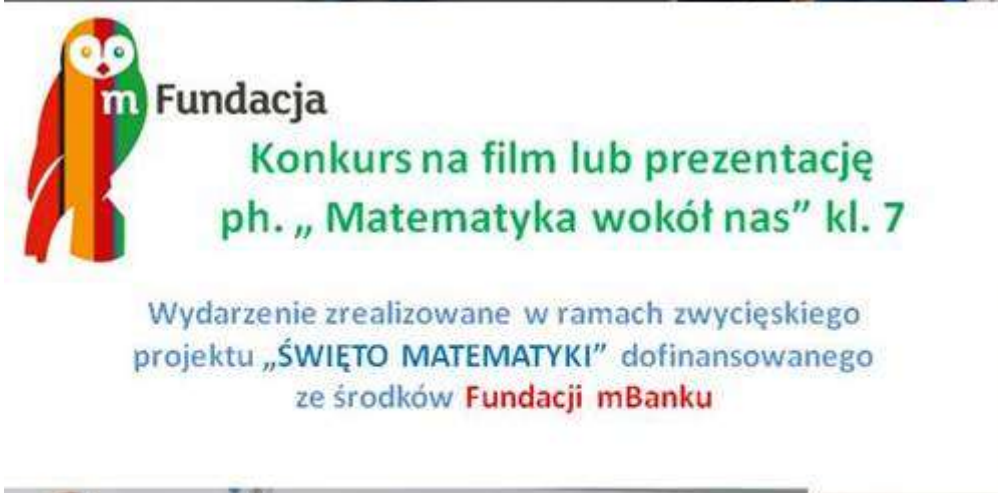 m Fundacja
Konkurs na film lub prezentację
ph. „ Matematyka wokół nas” kl. 7
Wydarzenie zrealizowane w ramach zwycięskiego
projektu „ŚWIĘTO MATEMATYKI” dofinansowanego
ze środków Fundacji mBanku